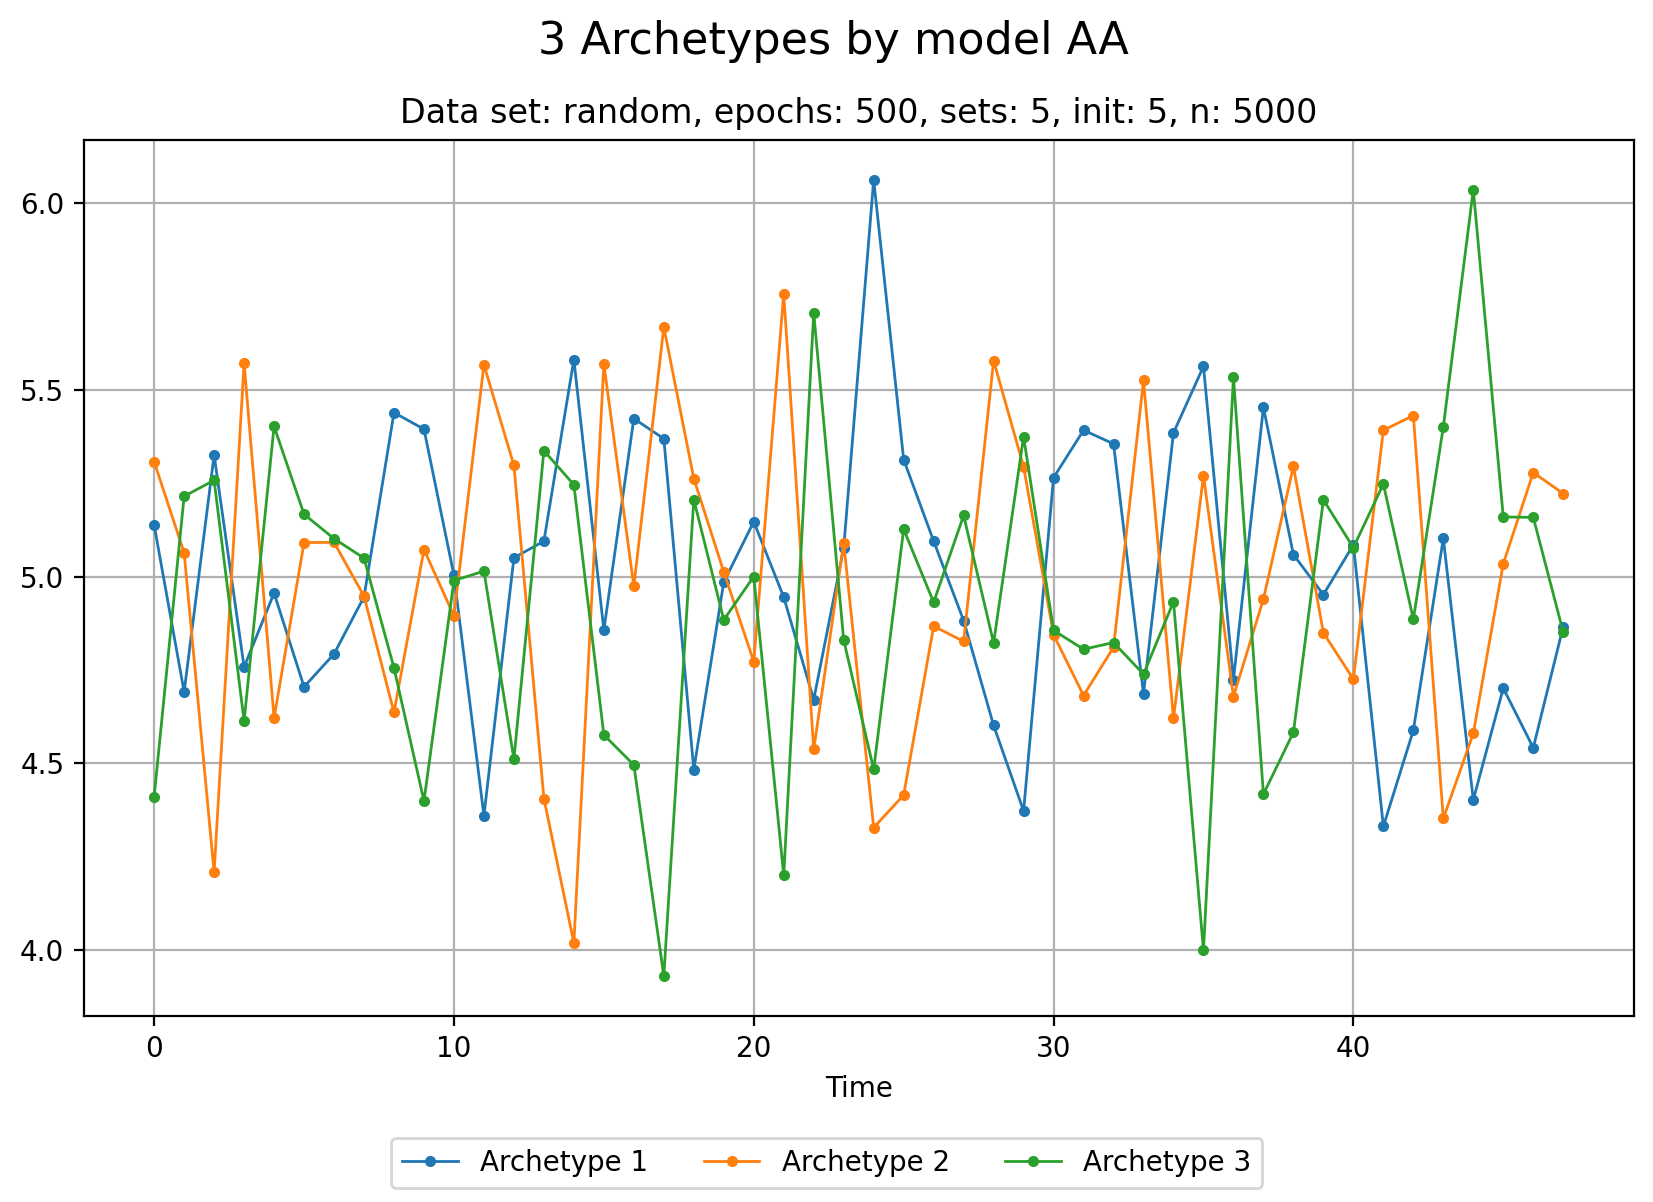 3 Archetypes by model AA
Data set: random, epochs: 500, sets: 5, init: 5, n: 5000
6.0
5.5
5.0
4.5
4.0
0 10 20 30 40
Time
Archetype 1 Archetype 2 Archetype 3